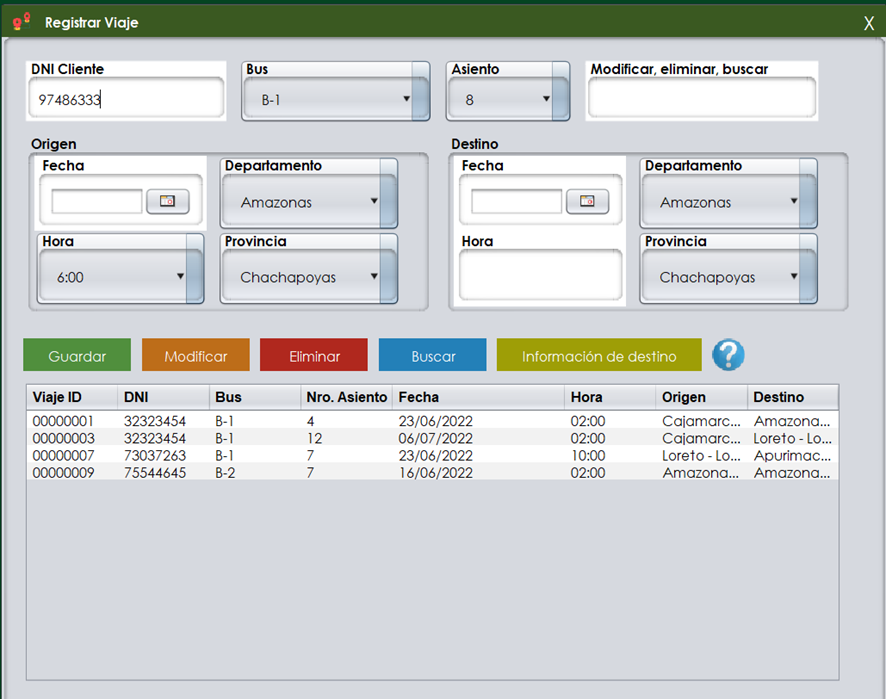 Registrar Viaje X
DNI Cliente Bus Asiento Modificar, eliminar, buscar
97486333 B-1 8
Origen Destino
Fecha Departamento Fecha Departamento
Amazonas Amazonas
Hora Provincia Hora Provincia
6:00 Chachapoyas Chachapoyas
Guardar Modificar Eliminar Buscar Información de destino ?
Viaje ID DNI Bus Nro. Asiento Fecha Hora Origen Destino
00000001 32323454 B-1 4 23/06/2022 02:00 Cajamarc... Amazona...
00000003 32323454 B-1 12 06/07/2022 02:00 Cajamarc... Loreto - Lo...
00000007 73037263 B-1 7 23/06/2022 10:00 Loreto - Lo... Apurimac...
00000009 75544645 B-2 7 16/06/2022 02:00 Amazona... Amazona...